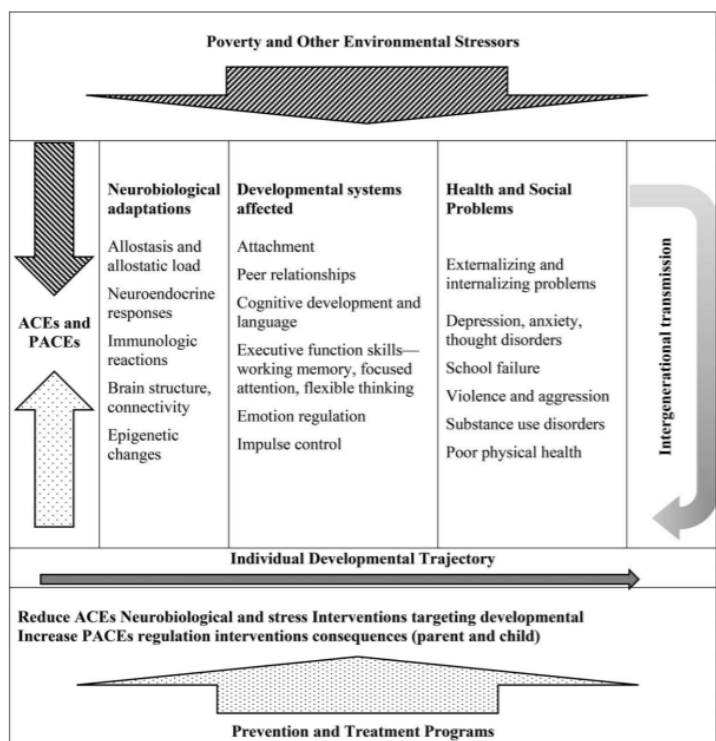 Poverty and Other Environmental Stressors
ACEs and
PACEs
Neurobiological
adaptations
Allostasis and
allostatic load
Neuroendocrine
responses
Immunologic
reactions
Brain structure,
connectivity
Epigenetic
changes
Developmental systems
affected
Attachment
Peer relationships
Cognitive development and
language
Executive function skills—
working memory, focused
attention, flexible thinking
Emotion regulation
Impulse control
Health and Social
Problems
Externalizing and
internalizing problems
Depression, anxiety,
thought disorders
School failure
Violence and aggression
Substance use disorders
Poor physical health
Intergenerational transmission
Individual Developmental Trajectory
Reduce ACEs Neurobiological and stress Interventions targeting developmental
Increase PACEs regulation interventions consequences (parent and child)
Prevention and Treatment Programs